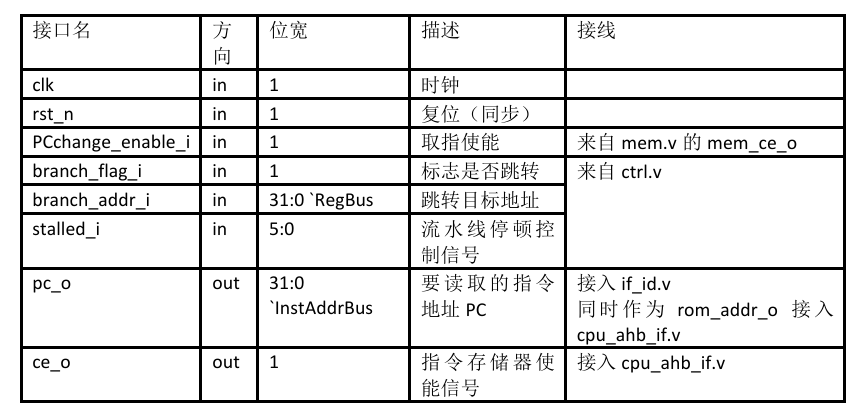 接口名 方向 位宽 描述 接线
clk in 1 时钟
rst_n in 1 复位（同步）
PCchange_enable_i in 1 取指使能 来自 mem.v 的 mem_ce_o
branch_flag_i in 1 标志是否跳转 来自 ctrl.v
branch_addr_i in 31:0 `RegBus 跳转目标地址
stalled_i in 5:0 流水线停顿控
制信号
pc_o out 31:0 要读取的指令 接入 if_id.v
`InstAddrBus 地址 PC 同时作为 rom_addr_o 接入
cpu_ahb_if.v
ce_o out 1 指令存储器使 接入 cpu_ahb_if.v
能信号